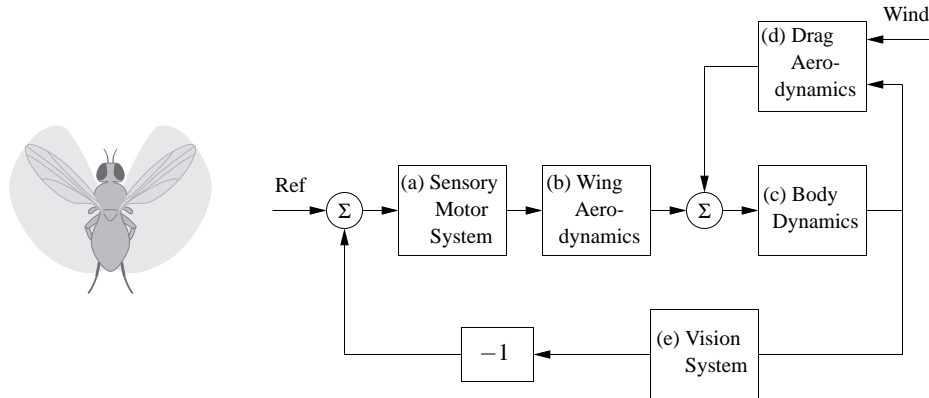 Wind
(d) Drag
Aero-
dynamics
Ref
Σ
(a) Sensory
Motor
System
(b) Wing
Aero-
dynamics
Σ
(c) Body
Dynamics
−1
(e) Vision
System